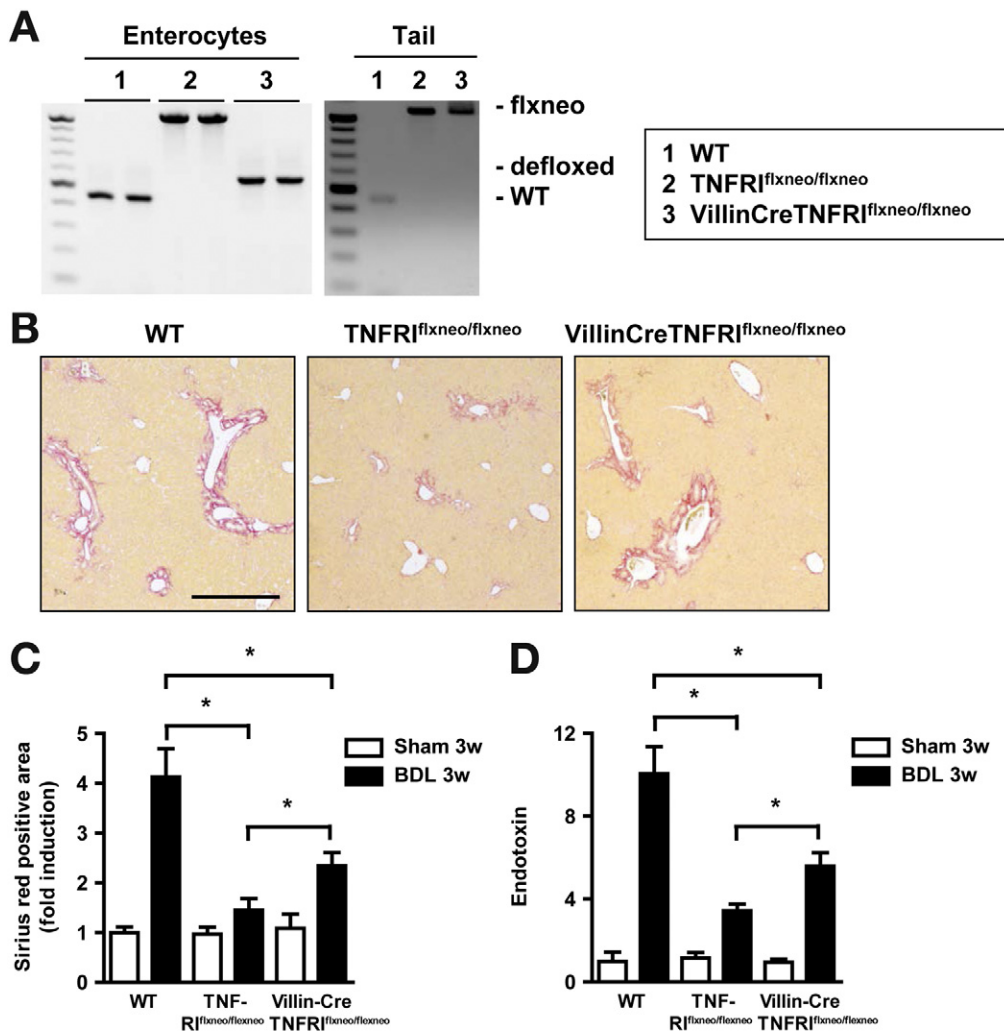 A
Enterocytes
Tail
1 2 3
1 2 3
- flxneo
- defloxed
- WT
1 WT
2 TNFRIflxneo/flxneo
3 VillinCreTNFRIflxneo/flxneo
B
WT
TNFRIflxneo/flxneo
VillinCreTNFRIflxneo/flxneo
C
*
*
*
Sirius red positive area
(fold induction)
5
4
3
2
1
0
Sham 3w
BDL 3w
WT
TNF-
RIflxneo/flexneo
Villin-Cre
TNFRIflxneo/flexneo
D
*
*
*
Endotoxin
12
8
4
0
Sham 3w
BDL 3w
WT
TNF-
RIflxneo/flexneo
Villin-Cre
TNFRIflxneo/flexneo